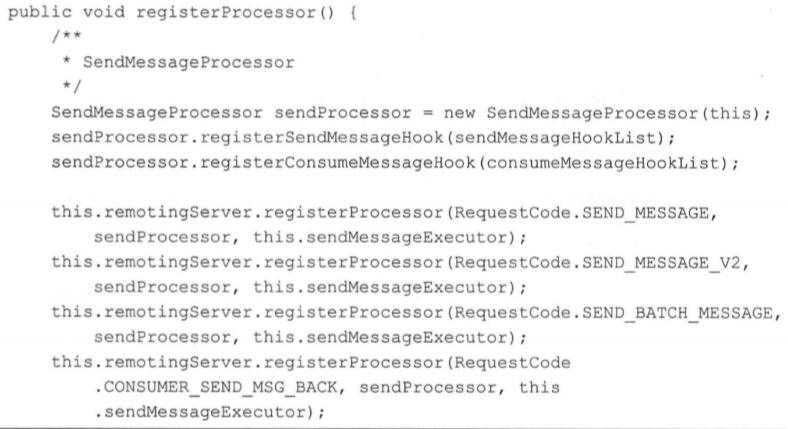 public void registerProcessor() {
    /**
     * SendMessageProcessor
     */
    SendMessageProcessor sendProcessor = new SendMessageProcessor(this);
    sendProcessor.registerSendMessageHook(sendMessageHookList);
    sendProcessor.registerConsumeMessageHook(consumeMessageHookList);

    this.remotingServer.registerProcessor(RequestCode.SEND_MESSAGE,
        sendProcessor, this.sendMessageExecutor);
    this.remotingServer.registerProcessor(RequestCode.SEND_MESSAGE_V2,
        sendProcessor, this.sendMessageExecutor);
    this.remotingServer.registerProcessor(RequestCode.SEND_BATCH_MESSAGE,
        sendProcessor, this.sendMessageExecutor);
    this.remotingServer.registerProcessor(RequestCode
        .CONSUMER_SEND_MSG_BACK, sendProcessor, this
        .sendMessageExecutor);